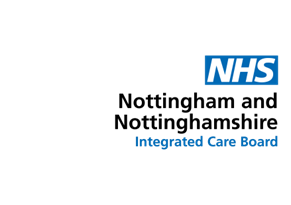 NHS
Nottingham and
Nottinghamshire
Integrated Care Board